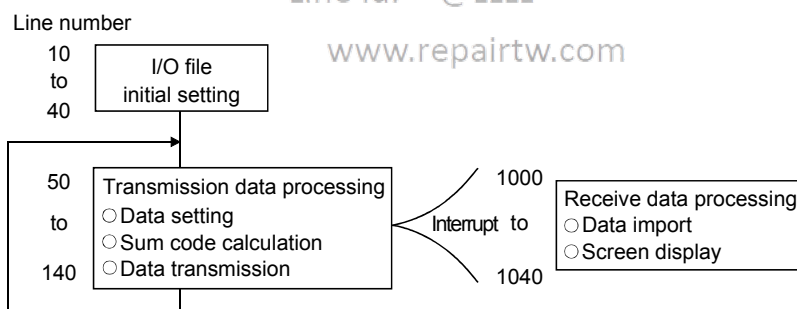 Line number
www.repairtw.com
10
to
40
I/O file
initial setting
50
to
140
Transmission data processing
○Data setting
○Sum code calculation
○Data transmission
Interrupt
1000
to
1040
Receive data processing
○Data import
○Screen display